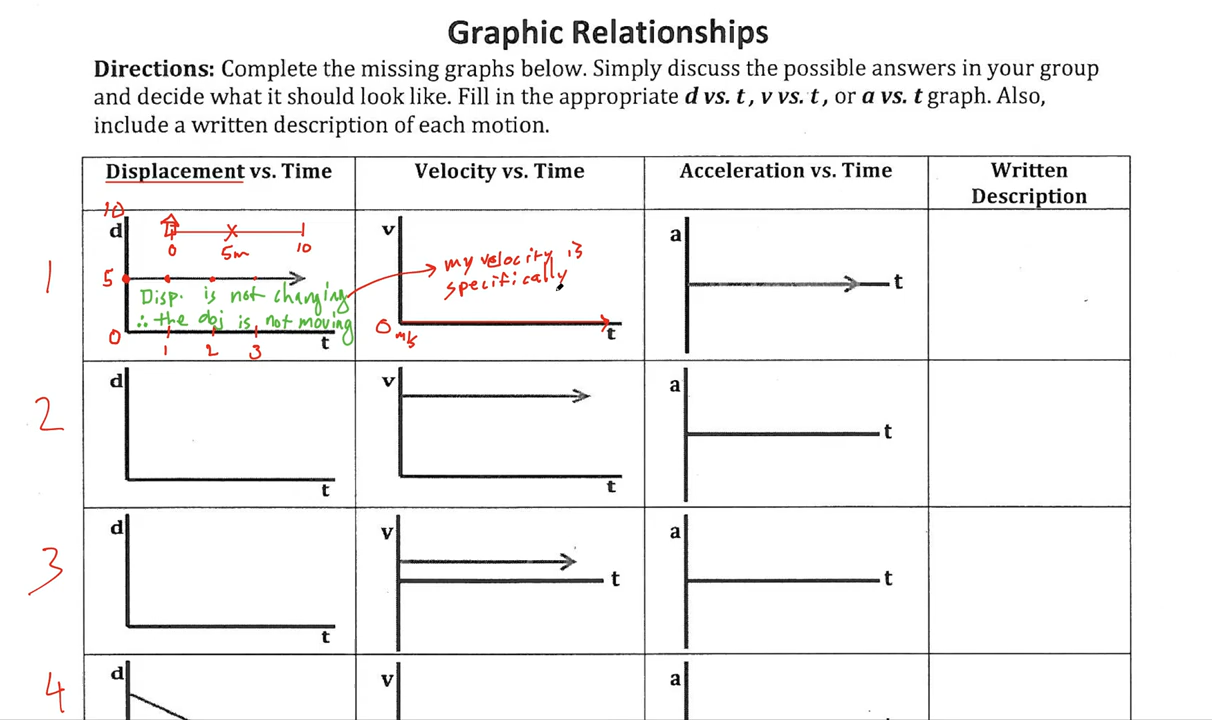 Graphic Relationships
Directions: Complete the missing graphs below. Simply discuss the possible answers in your group
and decide what it should look like. Fill in the appropriate d vs. t, v vs. t, or a vs. t graph. Also,
include a written description of each motion.
Displacement vs. Time
Velocity vs. Time
Acceleration vs. Time
Written
Description
1
10
d
0
5m
10
5
Disp. is not changing
∴ the obj is not moving
0
1
2
3
t
v
my velocity is
specifically
0 m/s
t
a
t
2
d
t
v
t
a
t
3
d
t
v
t
a
t
4
d
v
a